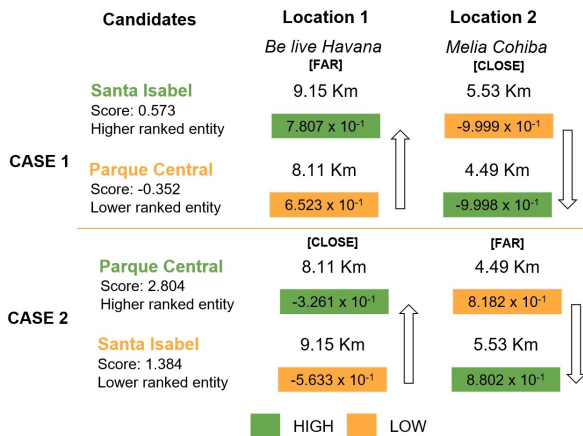 Candidates
Location 1
Location 2
Be live Havana
Melia Cohiba
[FAR]
[CLOSE]
CASE 1
Santa Isabel
Score: 0.573
Higher ranked entity
9.15 Km
7.807 x 10⁻¹
5.53 Km
-9.999 x 10⁻¹
Parque Central
Score: -0.352
Lower ranked entity
8.11 Km
6.523 x 10⁻¹
4.49 Km
-9.998 x 10⁻¹
CASE 2
[CLOSE]
[FAR]
Parque Central
Score: 2.804
Higher ranked entity
8.11 Km
-3.261 x 10⁻¹
4.49 Km
8.182 x 10⁻¹
Santa Isabel
Score: 1.384
Lower ranked entity
9.15 Km
-5.633 x 10⁻¹
5.53 Km
8.802 x 10⁻¹
HIGH
LOW